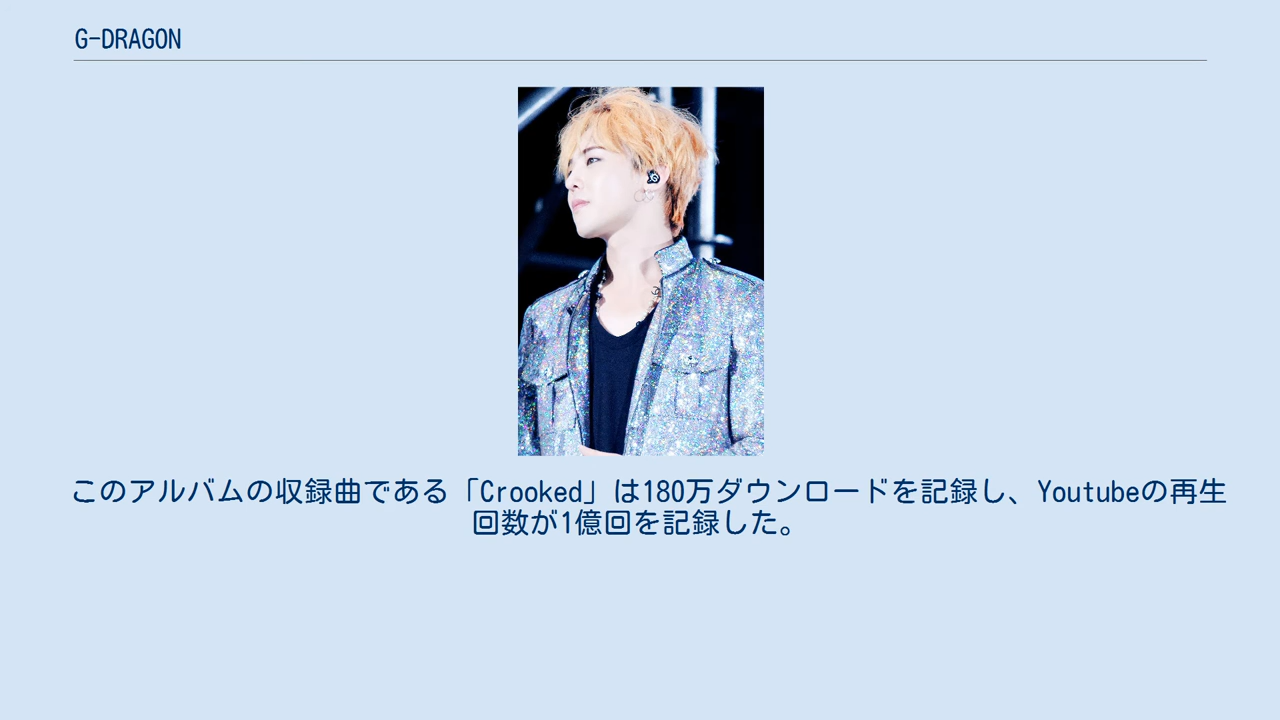 G-DRAGON
このアルバムの収録曲である「Crooked」は180万ダウンロードを記録し、Youtubeの再生
回数が1億回を記録した。